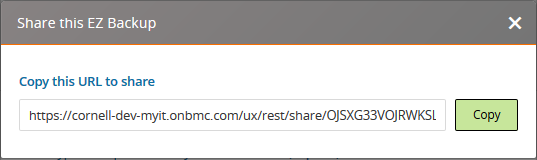 Share this EZ Backup
Copy this URL to share
https://cornell-dev-myit.onbmc.com/ux/rest/share/OJSXG33VOJRWKSL
Copy